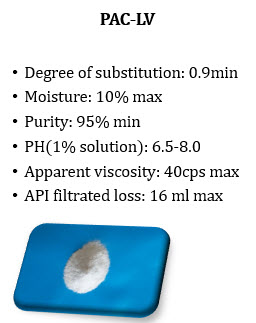 PAC-LV
• Degree of substitution: 0.9min
• Moisture: 10% max
• Purity: 95% min
• PH(1% solution): 6.5-8.0
• Apparent viscosity: 40cps max
• API filtrated loss: 16 ml max